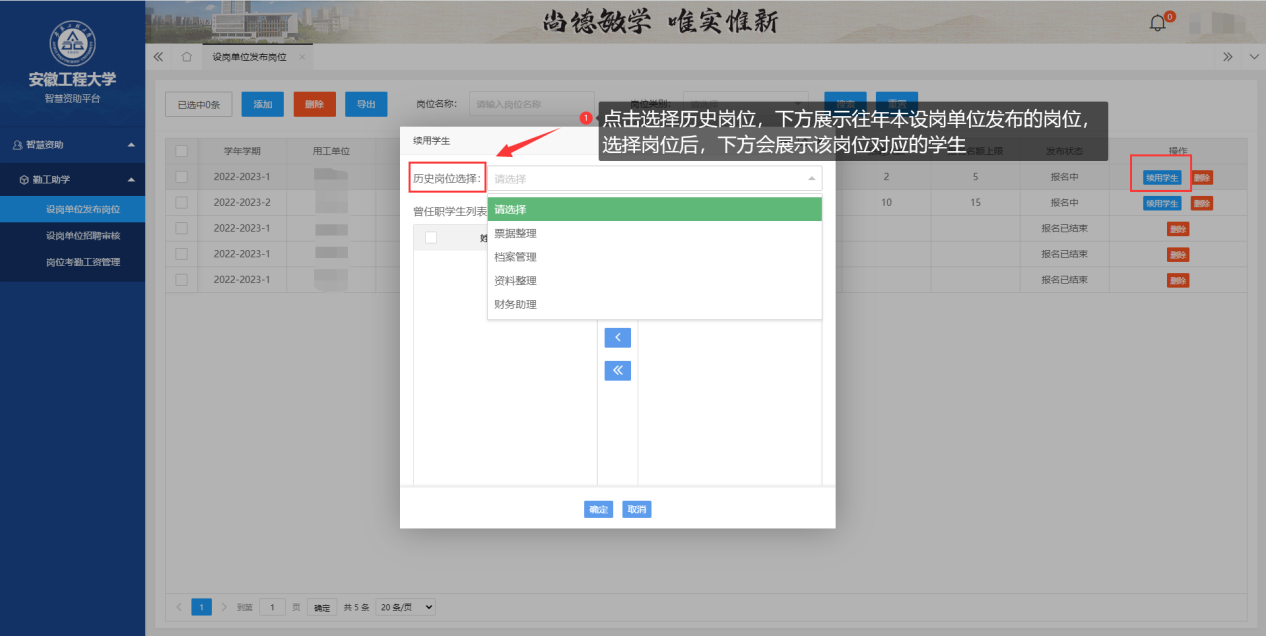 尚德敏学 唯实惟新
0
安徽工程大学
智慧资助平台
设岗单位发布岗位
已选中0条
添加
删除
导出
岗位名称:
请输入岗位名称
岗位类别:
搜索
重置
1
点击选择历史岗位，下方展示往年本设岗单位发布的岗位，
选择岗位后，下方会展示该岗位对应的学生
智慧资助
勤工助学
设岗单位发布岗位
设岗单位招聘审核
岗位考勤工资管理
学年学期
用工单位
名额上限
发布状态
操作
2022-2023-1
2
5
报名中
续用学生
删除
2022-2023-2
10
15
报名中
续用学生
删除
2022-2023-1
报名已结束
删除
2022-2023-1
报名已结束
删除
2022-2023-1
报名已结束
删除
续用学生
历史岗位选择:
请选择
曾任职学生列表
姓
请选择
票据整理
档案管理
资料整理
财务助理
确定
取消
1
到第
1
页
确定
共 5 条
20 条/页